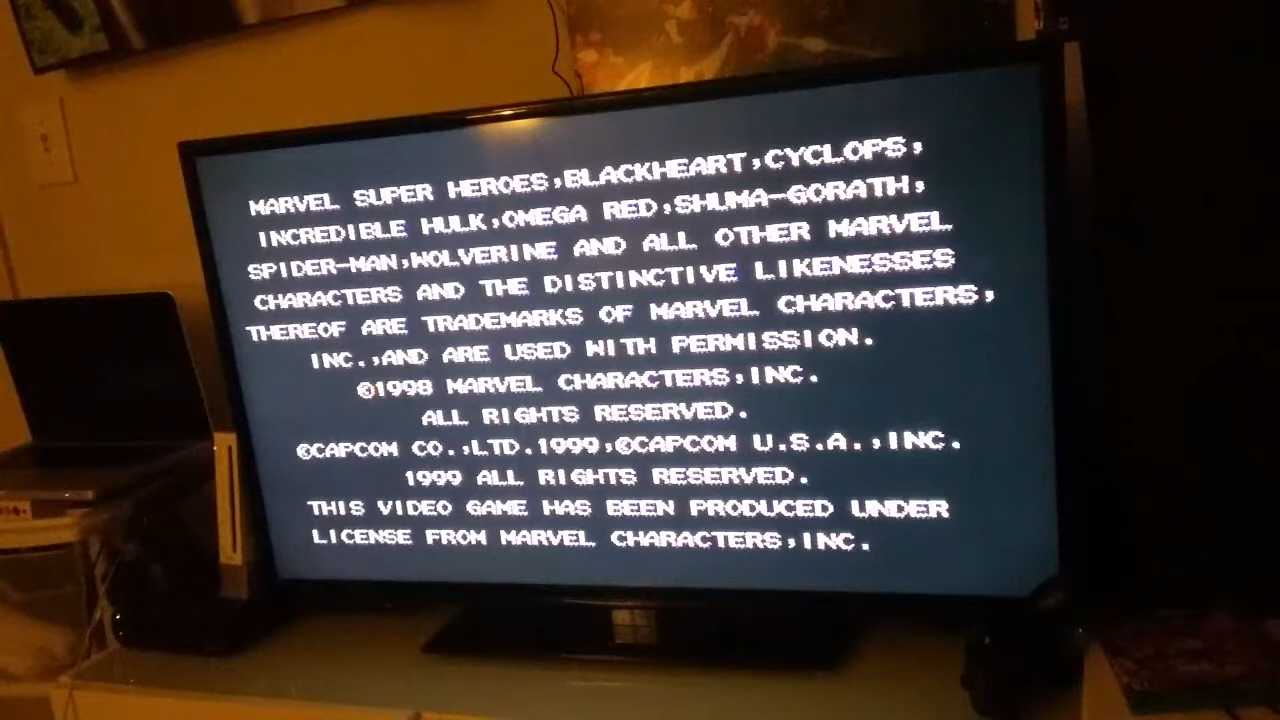 MARVEL SUPER HEROES,BLACKHEART,CYCLOPS,
INCREDIBLE HULK,OMEGA RED,SHUMA-GORATH,
SPIDER-MAN,WOLVERINE AND ALL OTHER MARVEL
CHARACTERS AND THE DISTINCTIVE LIKENESSES
THEREOF ARE TRADEMARKS OF MARVEL CHARACTERS,
INC.,AND ARE USED WITH PERMISSION.
©1998 MARVEL CHARACTERS,INC.
ALL RIGHTS RESERVED.
©CAPCOM CO.,LTD.1999,©CAPCOM U.S.A.,INC.
1999 ALL RIGHTS RESERVED.
THIS VIDEO GAME HAS BEEN PRODUCED UNDER
LICENSE FROM MARVEL CHARACTERS,INC.